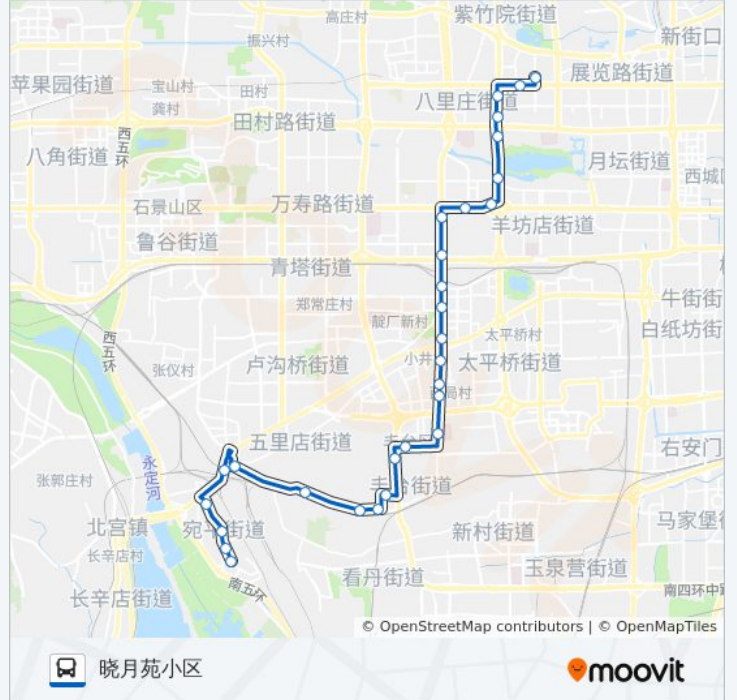 高庄村
紫竹院街道
新街口
振兴村
苹果园街道
宝山村
田村
展览路街道
龚村
八里庄街道
田村路街道
西五环
八角街道
月坛街道
西城区
石景山区
万寿路街道
羊坊店街道
鲁谷街道
青塔街道
郑常庄村
牛街街
靛厂新村
白纸坊街
太平桥村
西五环
小井
太平桥街道
卢沟桥街道
张仪村
五里店街道
右安门
永定河
张郭庄村
丰台街道
马家堡街
北宫镇
宛平街道
新村街道
长辛店村
玉泉营街道
看丹街道
南五环
南四环中
长辛店街道
© OpenStreetMap contributors | © OpenMapTiles
晓月苑小区
moovit